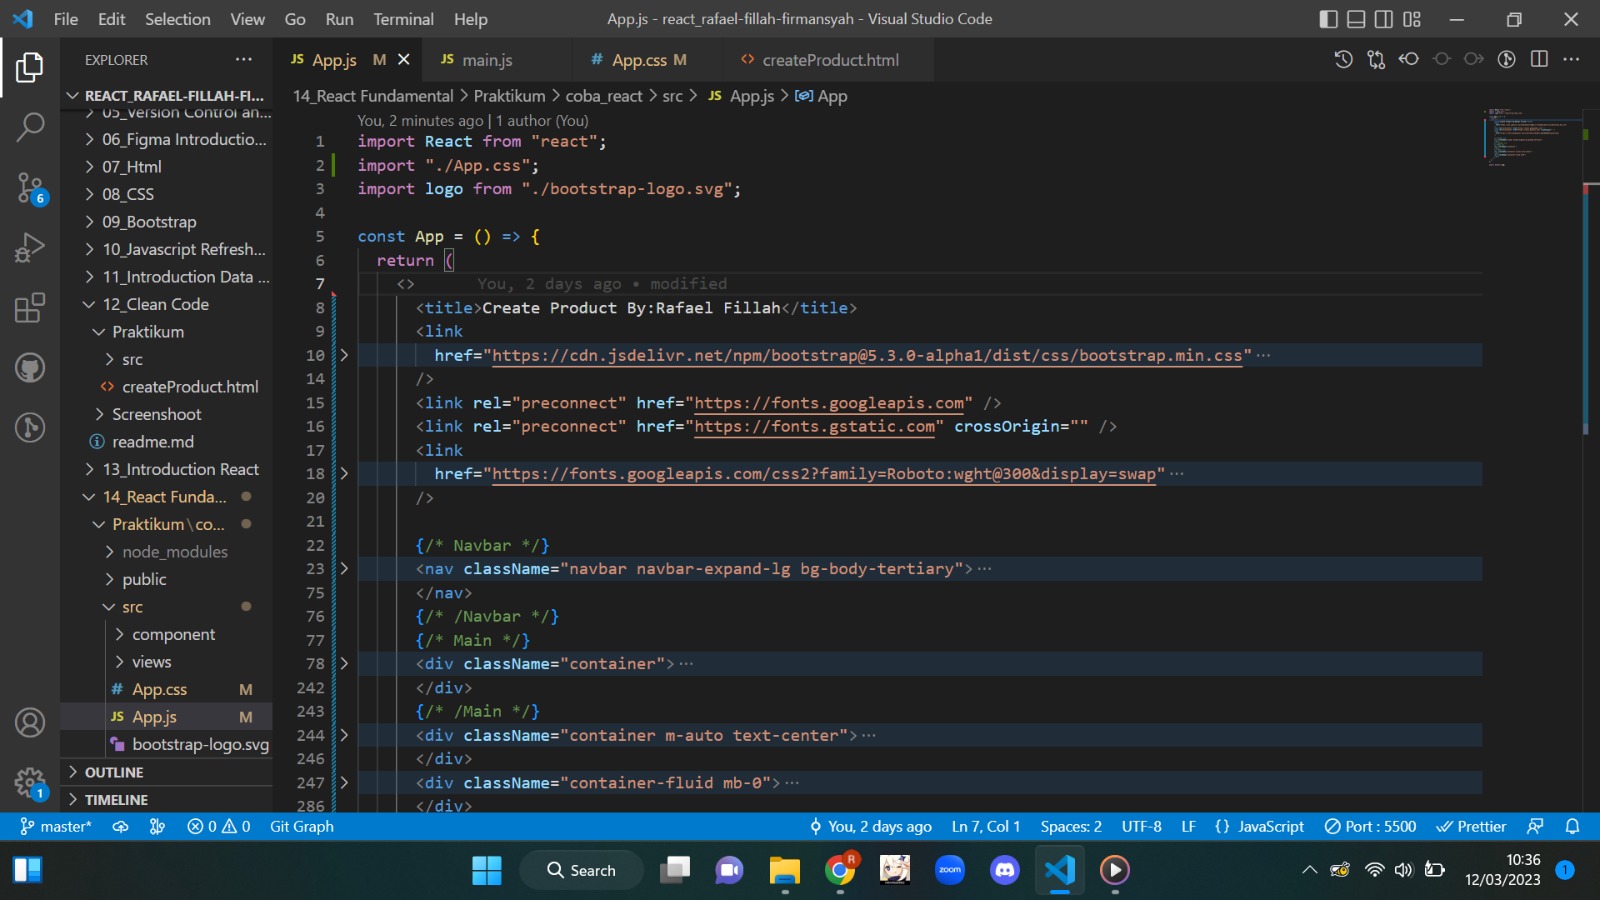 File Edit Selection View Go Run Terminal Help App.js - react_rafael-fillah-firmansyah - Visual Studio Code
EXPLORER
JS App.js M
JS main.js
# App.css M
<> createProduct.html
REACT_RAFAEL-FILLAH-FI...
05_Version Control an...
06_Figma Introductio...
07_Html
08_CSS
09_Bootstrap
10_Javascript Refresh...
11_Introduction Data ...
12_Clean Code
Praktikum
src
<> createProduct.html
Screenshoot
readme.md
13_Introduction React
14_React Funda...
Praktikum\co...
node_modules
public
src
component
views
# App.css M
JS App.js M
bootstrap-logo.svg
OUTLINE
TIMELINE
6
1
14_React Fundamental > Praktikum > coba_react > src > JS App.js > App
You, 2 minutes ago | 1 author (You)
1 import React from "react";
2 import "./App.css";
3 import logo from "./bootstrap-logo.svg";
4
5 const App = () => {
6 return (
7 <> You, 2 days ago • modified
8 <title>Create Product By:Rafael Fillah</title>
9 <link
10 href="https://cdn.jsdelivr.net/npm/bootstrap@5.3.0-alpha1/dist/css/bootstrap.min.css"···
14 />
15 <link rel="preconnect" href="https://fonts.googleapis.com" />
16 <link rel="preconnect" href="https://fonts.gstatic.com" crossOrigin="" />
17 <link
18 href="https://fonts.googleapis.com/css2?family=Roboto:wght@300&display=swap"···
20 />
21
22 {/* Navbar */}
23 <nav className="navbar navbar-expand-lg bg-body-tertiary">···
75 </nav>
76 {/* /Navbar */}
77 {/* Main */}
78 <div className="container">···
242 </div>
243 {/* /Main */}
244 <div className="container m-auto text-center">···
246 </div>
247 <div className="container-fluid mb-0">···
286 </div>
master* 0 0 Git Graph You, 2 days ago Ln 7, Col 1 Spaces: 2 UTF-8 LF {} JavaScript Port : 5500 Prettier
Search R zoom 10:36
12/03/2023 1